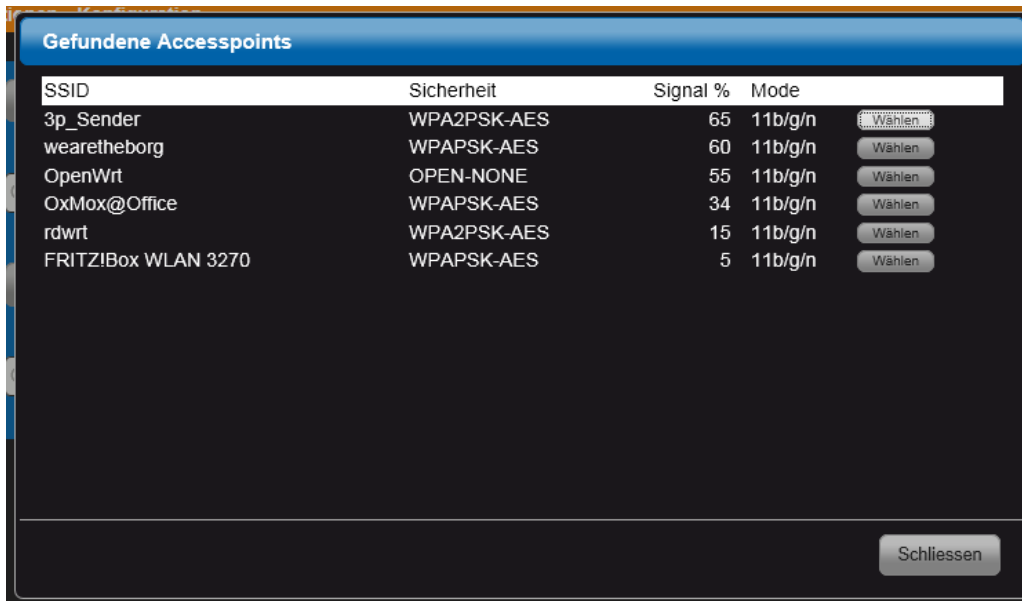 Gefundene Accesspoints
SSID Sicherheit Signal % Mode
3p_Sender WPA2PSK-AES 65 11b/g/n Wählen
wearetheborg WPAPSK-AES 60 11b/g/n Wählen
OpenWrt OPEN-NONE 55 11b/g/n Wählen
OxMox@Office WPAPSK-AES 34 11b/g/n Wählen
rdwrt WPA2PSK-AES 15 11b/g/n Wählen
FRITZ!Box WLAN 3270 WPAPSK-AES 5 11b/g/n Wählen
Schliessen